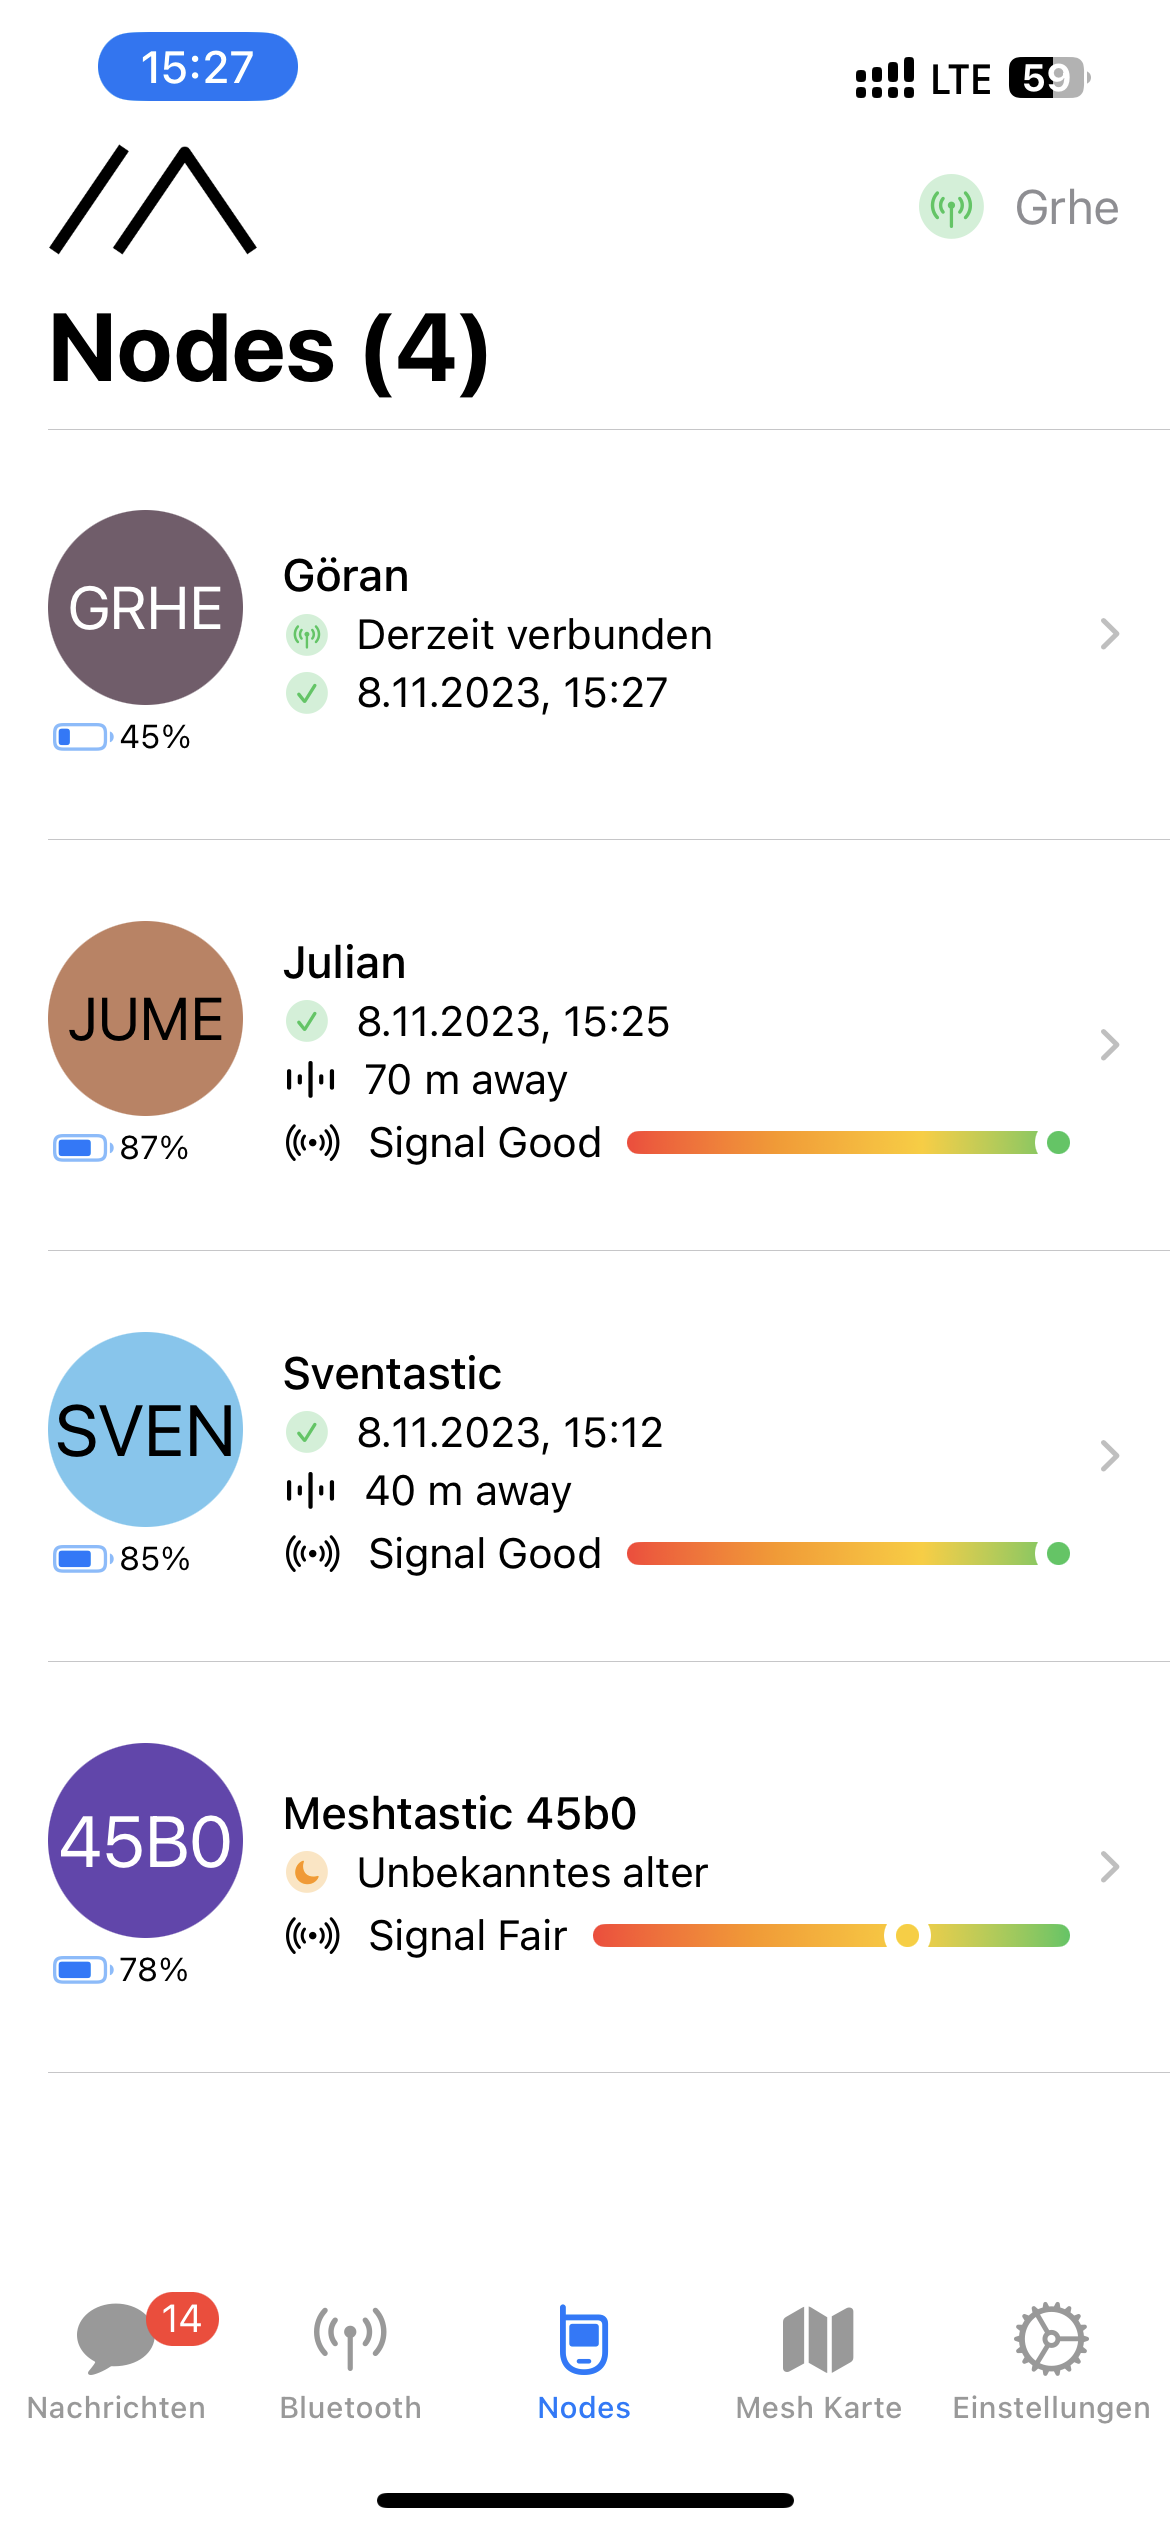 15:27
LTE 59
Grhe
Nodes (4)
GRHE
Göran
Derzeit verbunden
8.11.2023, 15:27
45%
JUME
Julian
8.11.2023, 15:25
70 m away
Signal Good
87%
SVEN
Sventastic
8.11.2023, 15:12
40 m away
Signal Good
85%
45B0
Meshtastic 45b0
Unbekanntes alter
Signal Fair
78%
14
Nachrichten Bluetooth Nodes Mesh Karte Einstellungen